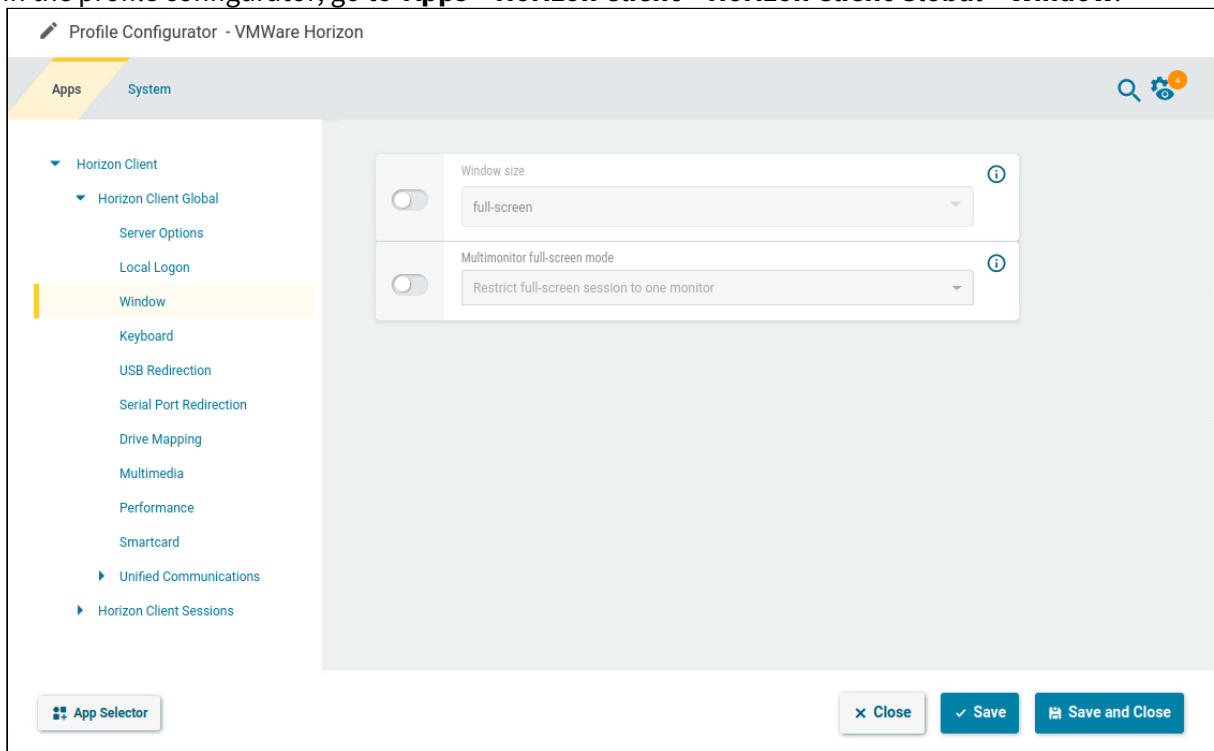 Profile Configurator - VMWare Horizon
Apps
System
4
Horizon Client
Horizon Client Global
Server Options
Local Logon
Window
Keyboard
USB Redirection
Serial Port Redirection
Drive Mapping
Multimedia
Performance
Smartcard
Unified Communications
Horizon Client Sessions
Window size
full-screen
Multimonitor full-screen mode
Restrict full-screen session to one monitor
App Selector
Close
Save
Save and Close